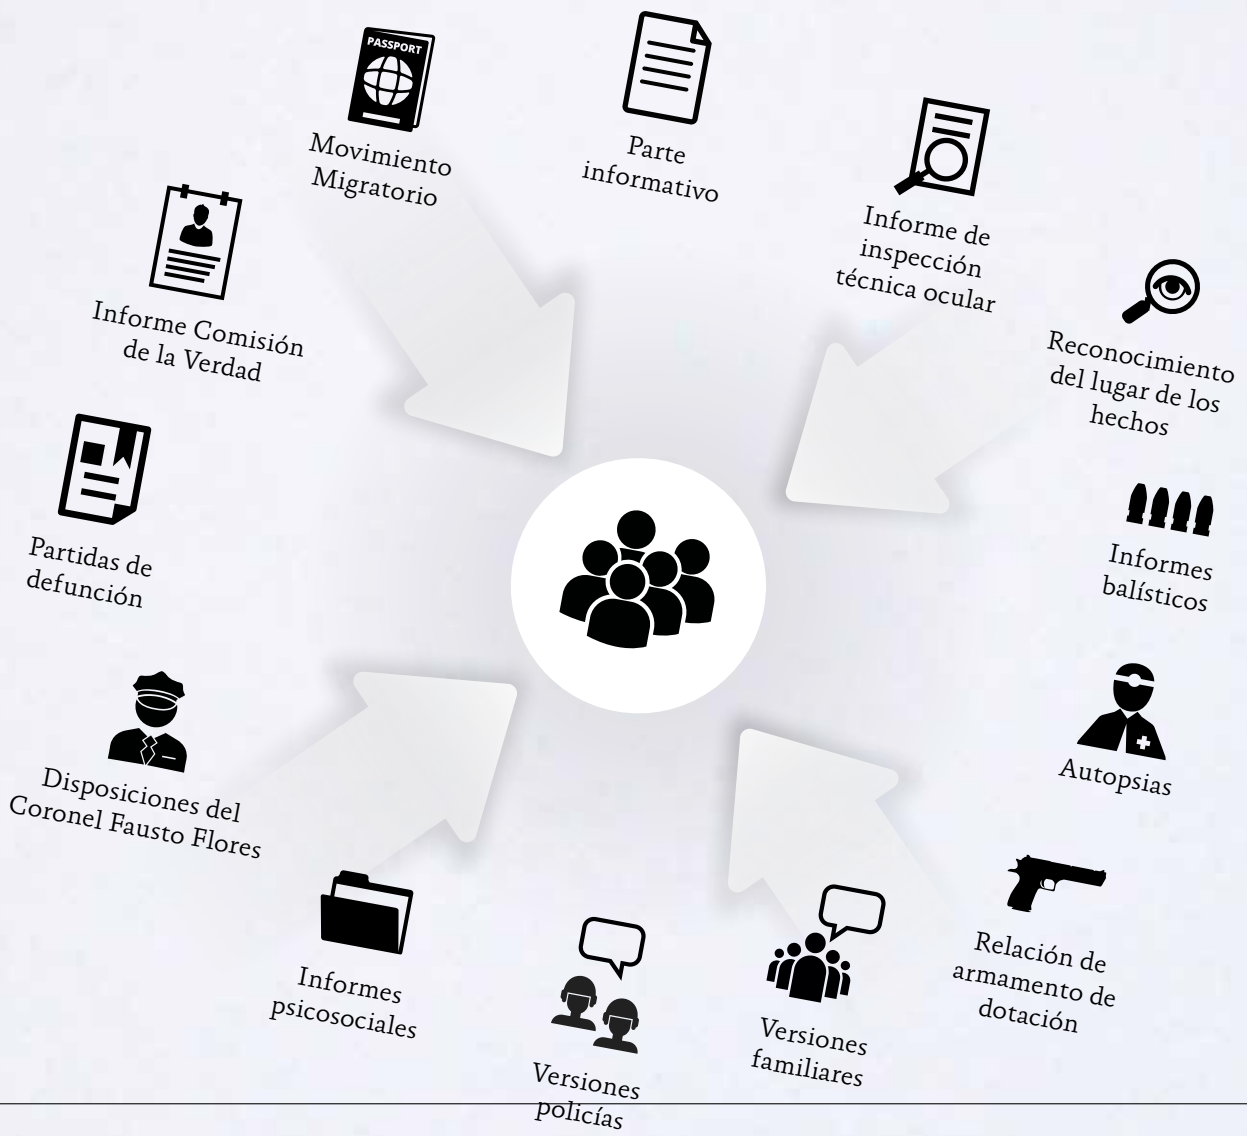 PASSPORT
Movimiento
Migratorio
Parte
informativo
Informe de
inspección
técnica ocular
Reconocimiento
del lugar de los
hechos
Informes
balísticos
Autopsias
Relación de
armamento de
dotación
Versiones
familiares
Versiones
policías
Informes
psicosociales
Disposiciones del
Coronel Fausto Flores
Partidas de
defunción
Informe Comisión
de la Verdad